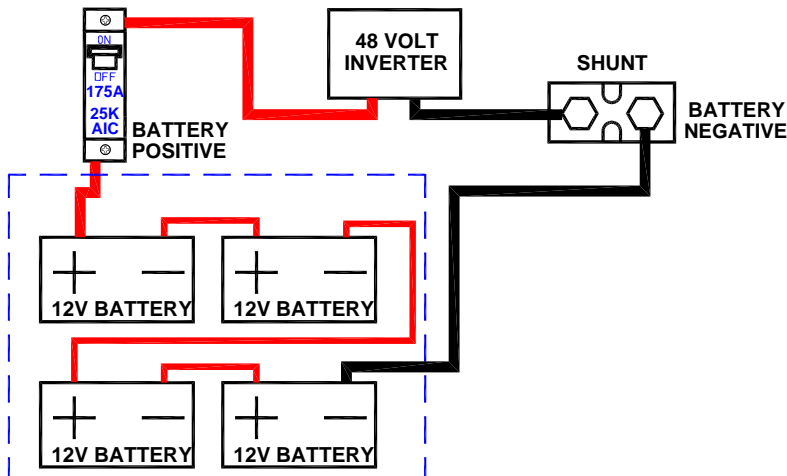 ON
OFF
175A
25K
AIC
BATTERY
POSITIVE
48 VOLT
INVERTER
SHUNT
BATTERY
NEGATIVE
+ −
12V BATTERY
+ −
12V BATTERY
+ −
12V BATTERY
+ −
12V BATTERY